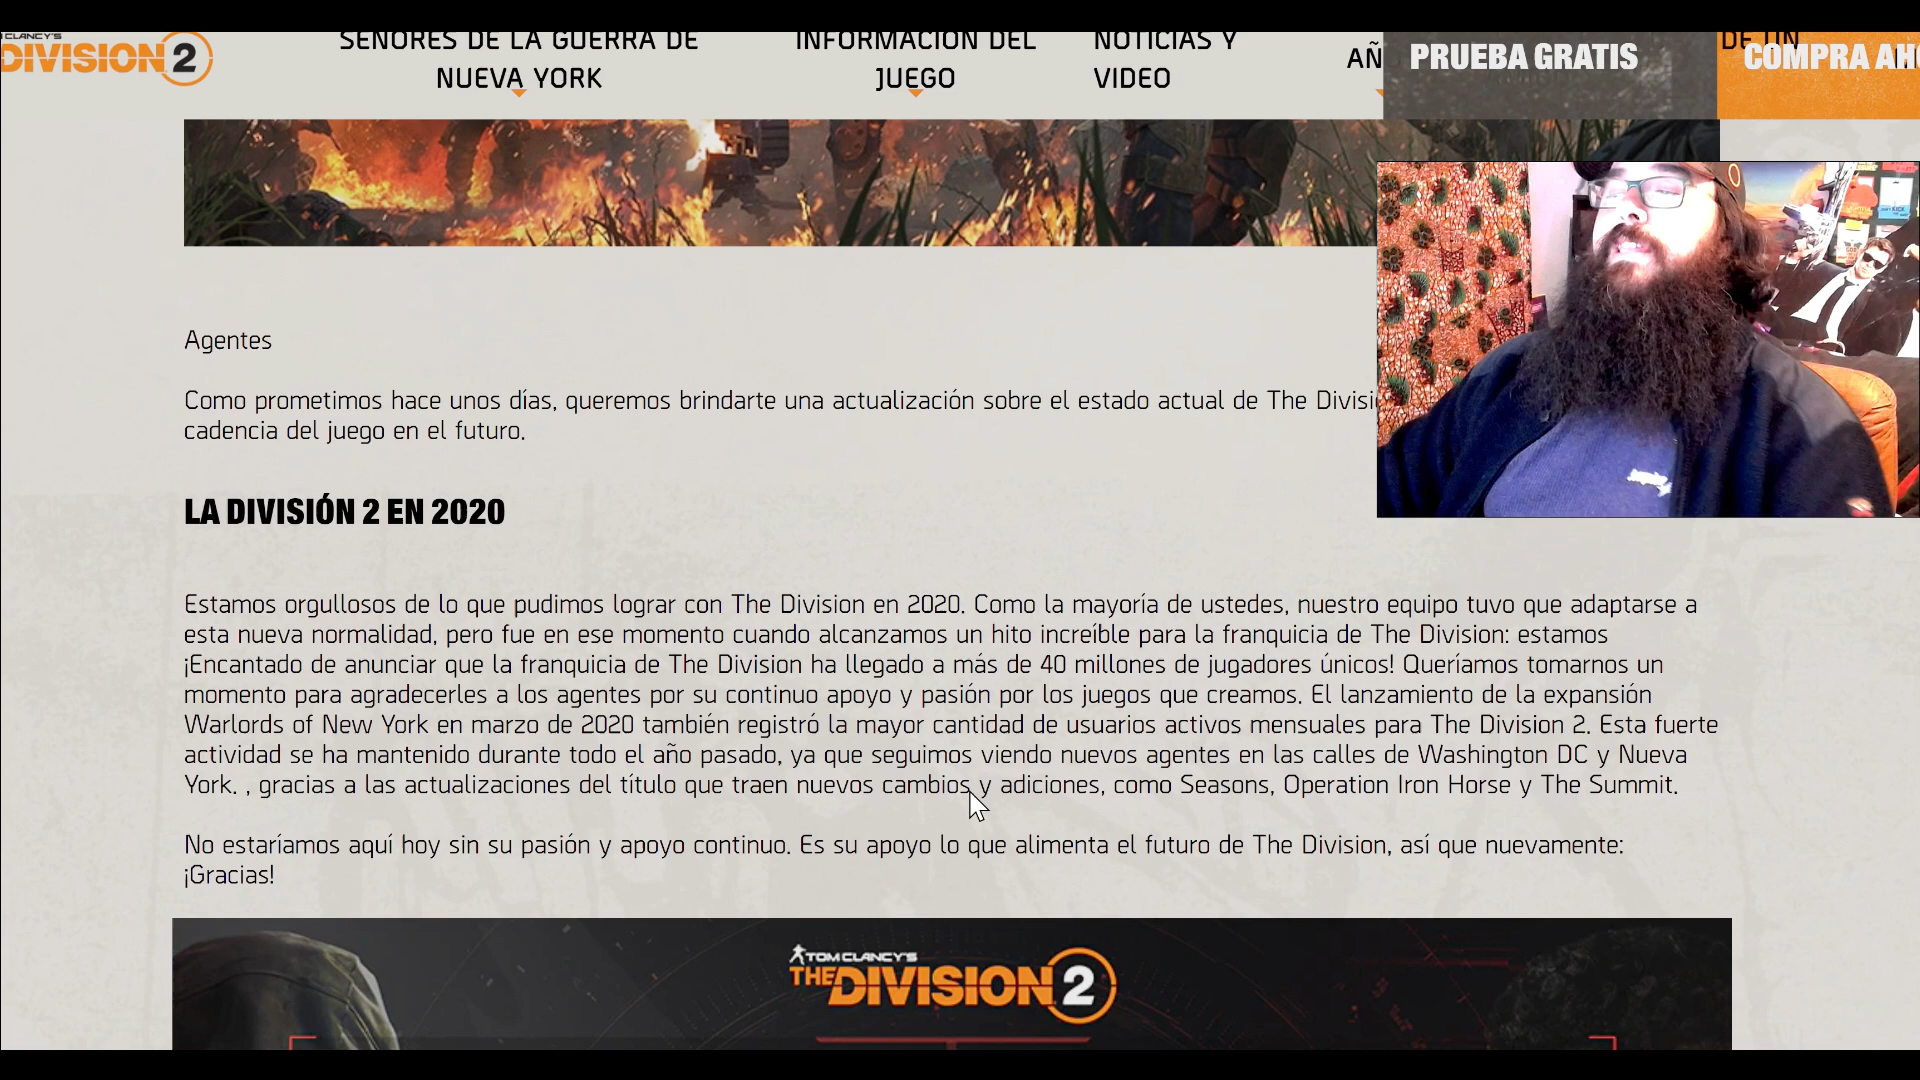 TOM CLANCY'S
DIVISION 2
SEÑORES DE LA GUERRA DE
NUEVA YORK
INFORMACIÓN DEL
JUEGO
NOTICIAS Y
VIDEO
AÑ
PRUEBA GRATIS
DE UN
COMPRA AHO
Agentes
Como prometimos hace unos días, queremos brindarte una actualización sobre el estado actual de The Divisi
cadencia del juego en el futuro.
LA DIVISIÓN 2 EN 2020
Estamos orgullosos de lo que pudimos lograr con The Division en 2020. Como la mayoría de ustedes, nuestro equipo tuvo que adaptarse a
esta nueva normalidad, pero fue en ese momento cuando alcanzamos un hito increíble para la franquicia de The Division: estamos
¡Encantado de anunciar que la franquicia de The Division ha llegado a más de 40 millones de jugadores únicos! Queríamos tomarnos un
momento para agradecerles a los agentes por su continuo apoyo y pasión por los juegos que creamos. El lanzamiento de la expansión
Warlords of New York en marzo de 2020 también registró la mayor cantidad de usuarios activos mensuales para The Division 2. Esta fuerte
actividad se ha mantenido durante todo el año pasado, ya que seguimos viendo nuevos agentes en las calles de Washington DC y Nueva
York. , gracias a las actualizaciones del título que traen nuevos cambios y adiciones, como Seasons, Operation Iron Horse y The Summit.
No estaríamos aquí hoy sin su pasión y apoyo continuo. Es su apoyo lo que alimenta el futuro de The Division, así que nuevamente:
¡Gracias!
TOM CLANCY'S
THE DIVISION 2